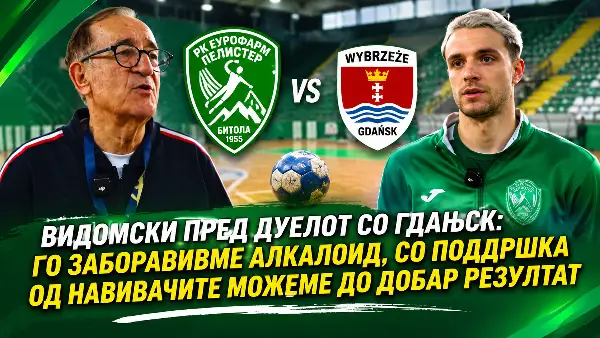 РК ЕУРОФАРМ
ПЕЛИСТЕР
БИТОЛА
1955
VS
WYBRZEŻE
GDAŃSK
ВИДОМСКИ ПРЕД ДУЕЛОТ СО ГДАЊСК:
ГО ЗАБОРАВИВМЕ АЛКАЛОИД, СО ПОДДРШКА
ОД НАВИВАЧИТЕ МОЖЕМЕ ДО ДОБАР РЕЗУЛТАТ